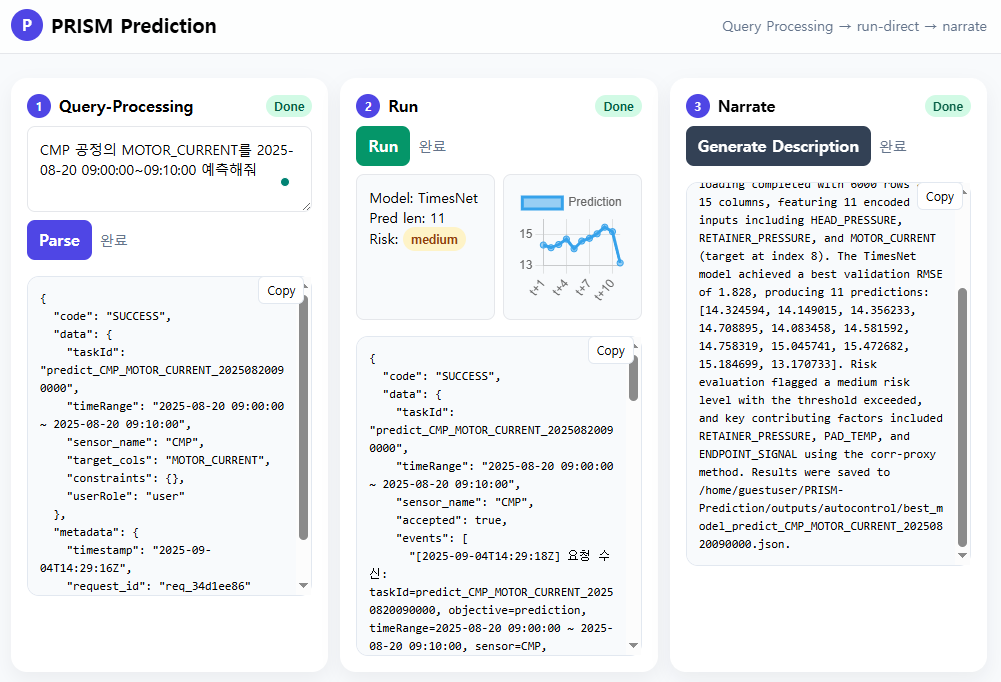 P PRISM Prediction
Query Processing → run-direct → narrate
1 Query-Processing Done
CMP 공정의 MOTOR_CURRENT를 2025-
08-20 09:00:00~09:10:00 예측해줘
Parse 완료
Copy
{
"code": "SUCCESS",
"data": {
"taskId":
"predict_CMP_MOTOR_CURRENT_2025082009
0000",
"timeRange": "2025-08-20 09:00:00
~ 2025-08-20 09:10:00",
"sensor_name": "CMP",
"target_cols": "MOTOR_CURRENT",
"constraints": {},
"userRole": "user"
},
"metadata": {
"timestamp": "2025-09-
04T14:29:16Z",
"request_id": "req_34d1ee86"
2 Run Done
Run 완료
Model: TimesNet
Pred len: 11
Risk: medium
Prediction
15
13
t+1
t+4
t+7
t+10
Copy
{
"code": "SUCCESS",
"data": {
"taskId":
"predict_CMP_MOTOR_CURRENT_2025082009
0000",
"timeRange": "2025-08-20 09:00:00
~ 2025-08-20 09:10:00",
"sensor_name": "CMP",
"accepted": true,
"events": [
"[2025-09-04T14:29:18Z] 요청 수
신:
taskId=predict_CMP_MOTOR_CURRENT_2025
0820090000, objective=prediction,
timeRange=2025-08-20 09:00:00 ~ 2025-
08-20 09:10:00, sensor=CMP,
3 Narrate Done
Generate Description 완료
Copy
loading completed with 6000 rows
15 columns, featuring 11 encoded
inputs including HEAD_PRESSURE,
RETAINER_PRESSURE, and MOTOR_CURRENT
(target at index 8). The TimesNet
model achieved a best validation RMSE
of 1.828, producing 11 predictions:
[14.324594, 14.149015, 14.356233,
14.708895, 14.083458, 14.581592,
14.758319, 15.045741, 15.472682,
15.184699, 13.170733]. Risk
evaluation flagged a medium risk
level with the threshold exceeded,
and key contributing factors included
RETAINER_PRESSURE, PAD_TEMP, and
ENDPOINT_SIGNAL using the corr-proxy
method. Results were saved to
/home/guestuser/PRISM-
Prediction/outputs/autocontrol/best_m
odel_predict_CMP_MOTOR_CURRENT_202508
20090000.json.